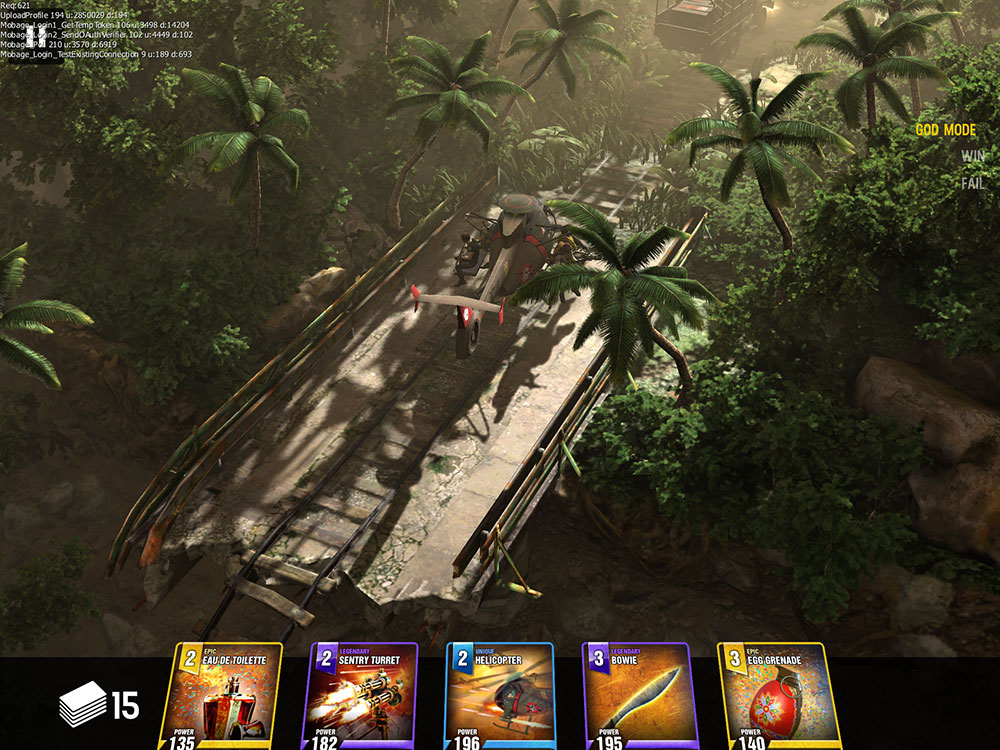 Req:621
UploadProfile 194 u:2850029 d:194
Mobage_Login1_GetTempToken 106 u:3498 d:14204
Mobage_Login2_SendOAuthVerifier 102 u:4449 d:102
210 u:3570 d:6919
Mobage_Login_TestExistingConnection 9 u:189 d:693
GOD MODE
WIN
FAIL
15
2
EPIC
EAU DE TOILETTE
POWER
135
2
LEGENDARY
SENTRY TURRET
POWER
182
2
UNIQUE
HELICOPTER
POWER
196
3
LEGENDARY
BOWIE
POWER
195
3
EPIC
EGG GRENADE
POWER
140